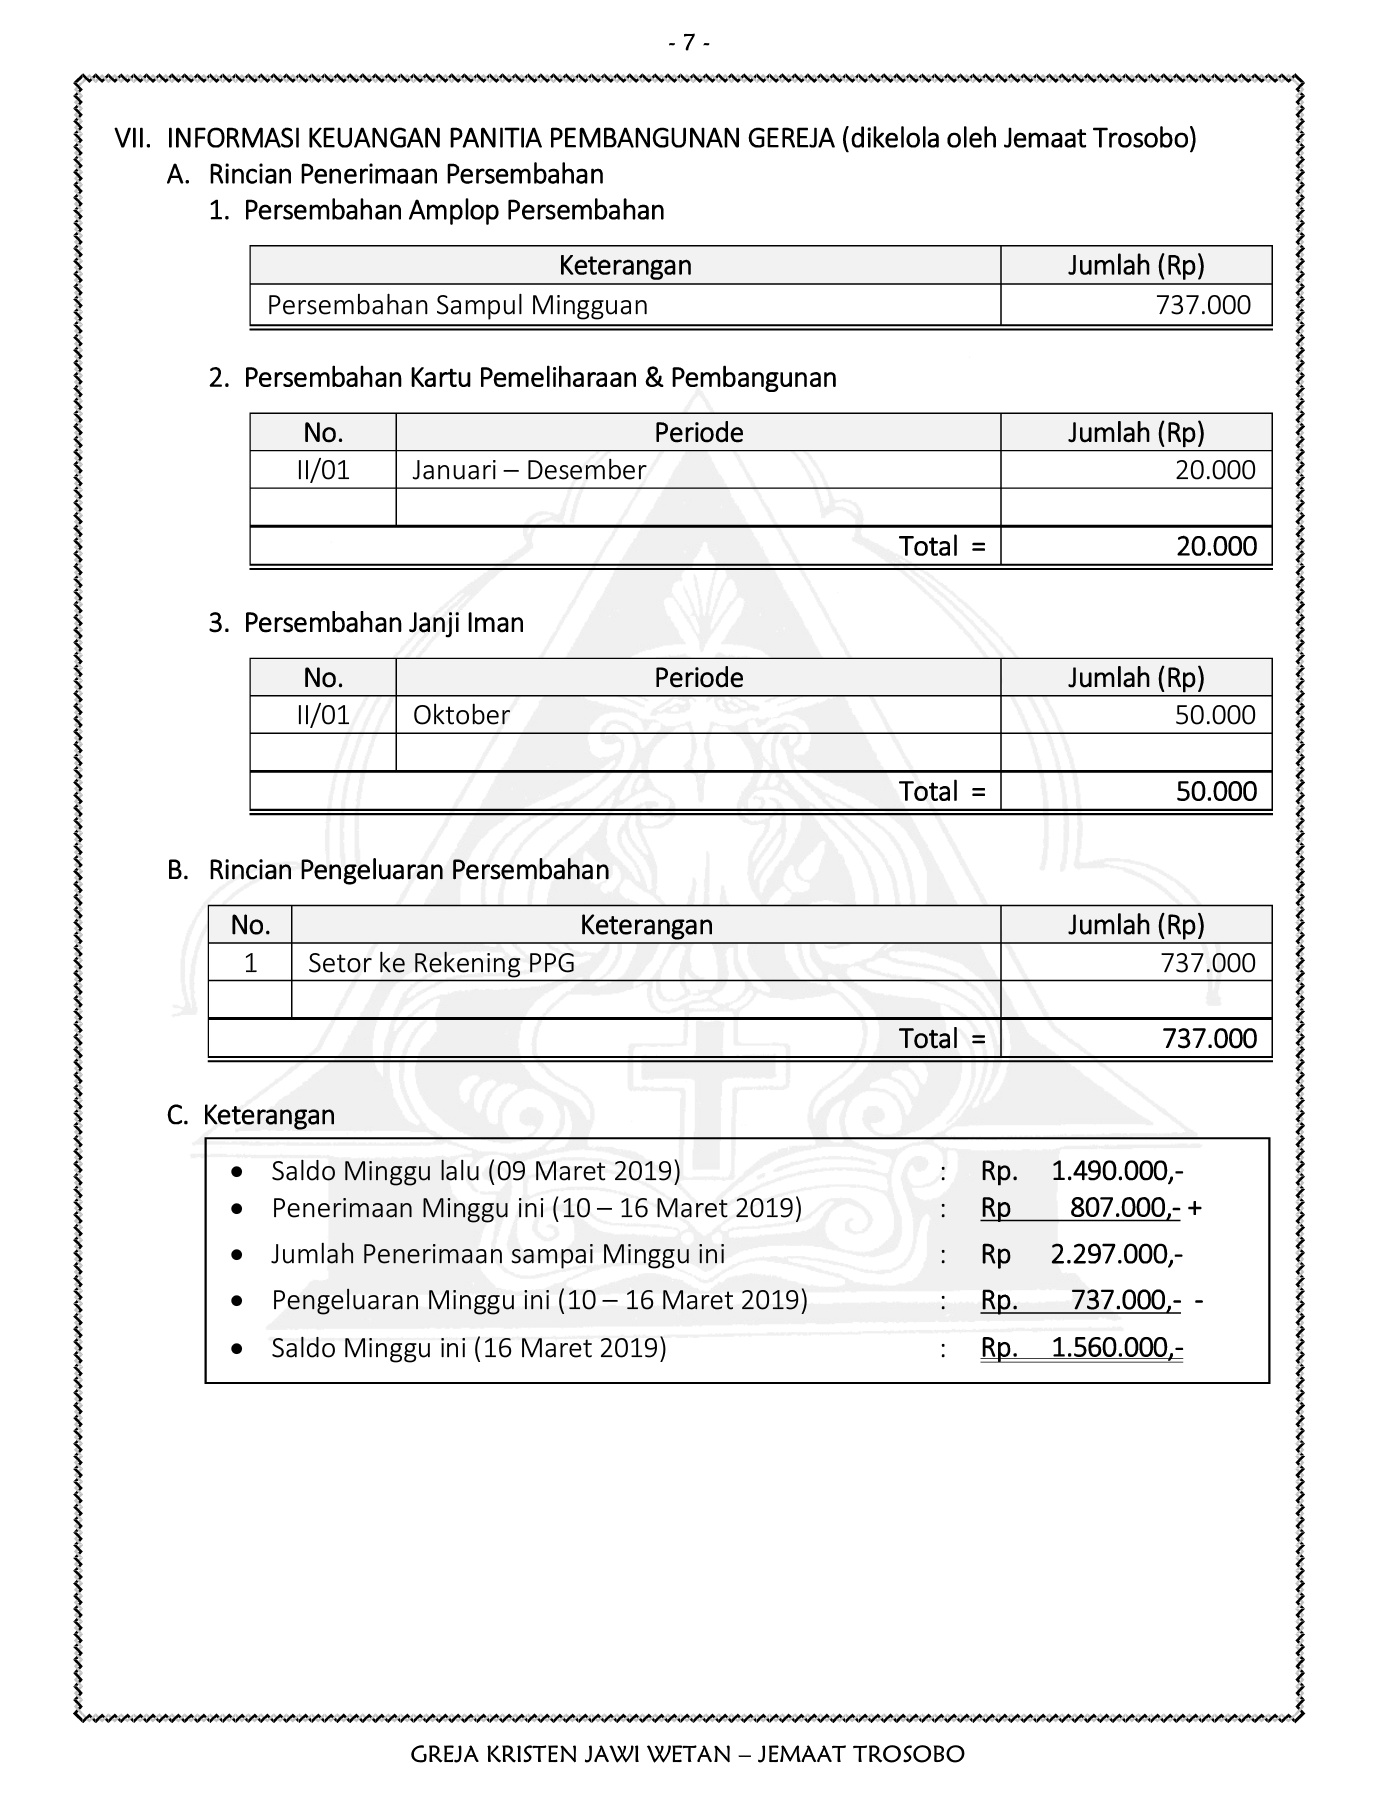 - 7 -
VII. INFORMASI KEUANGAN PANITIA PEMBANGUNAN GEREJA (dikelola oleh Jemaat Trosobo)
A. Rincian Penerimaan Persembahan
1. Persembahan Amplop Persembahan
Keterangan Jumlah (Rp)
Persembahan Sampul Mingguan 737.000
2. Persembahan Kartu Pemeliharaan & Pembangunan
No. Periode Jumlah (Rp)
II/01 Januari – Desember 20.000
Total = 20.000
3. Persembahan Janji Iman
No. Periode Jumlah (Rp)
II/01 Oktober 50.000
Total = 50.000
B. Rincian Pengeluaran Persembahan
No. Keterangan Jumlah (Rp)
1 Setor ke Rekening PPG 737.000
Total = 737.000
C. Keterangan
• Saldo Minggu lalu (09 Maret 2019) : Rp. 1.490.000,-
• Penerimaan Minggu ini (10 – 16 Maret 2019) : Rp 807.000,- +
• Jumlah Penerimaan sampai Minggu ini : Rp 2.297.000,-
• Pengeluaran Minggu ini (10 – 16 Maret 2019) : Rp. 737.000,- -
• Saldo Minggu ini (16 Maret 2019) : Rp. 1.560.000,-
GREJA KRISTEN JAWI WETAN – JEMAAT TROSOBO